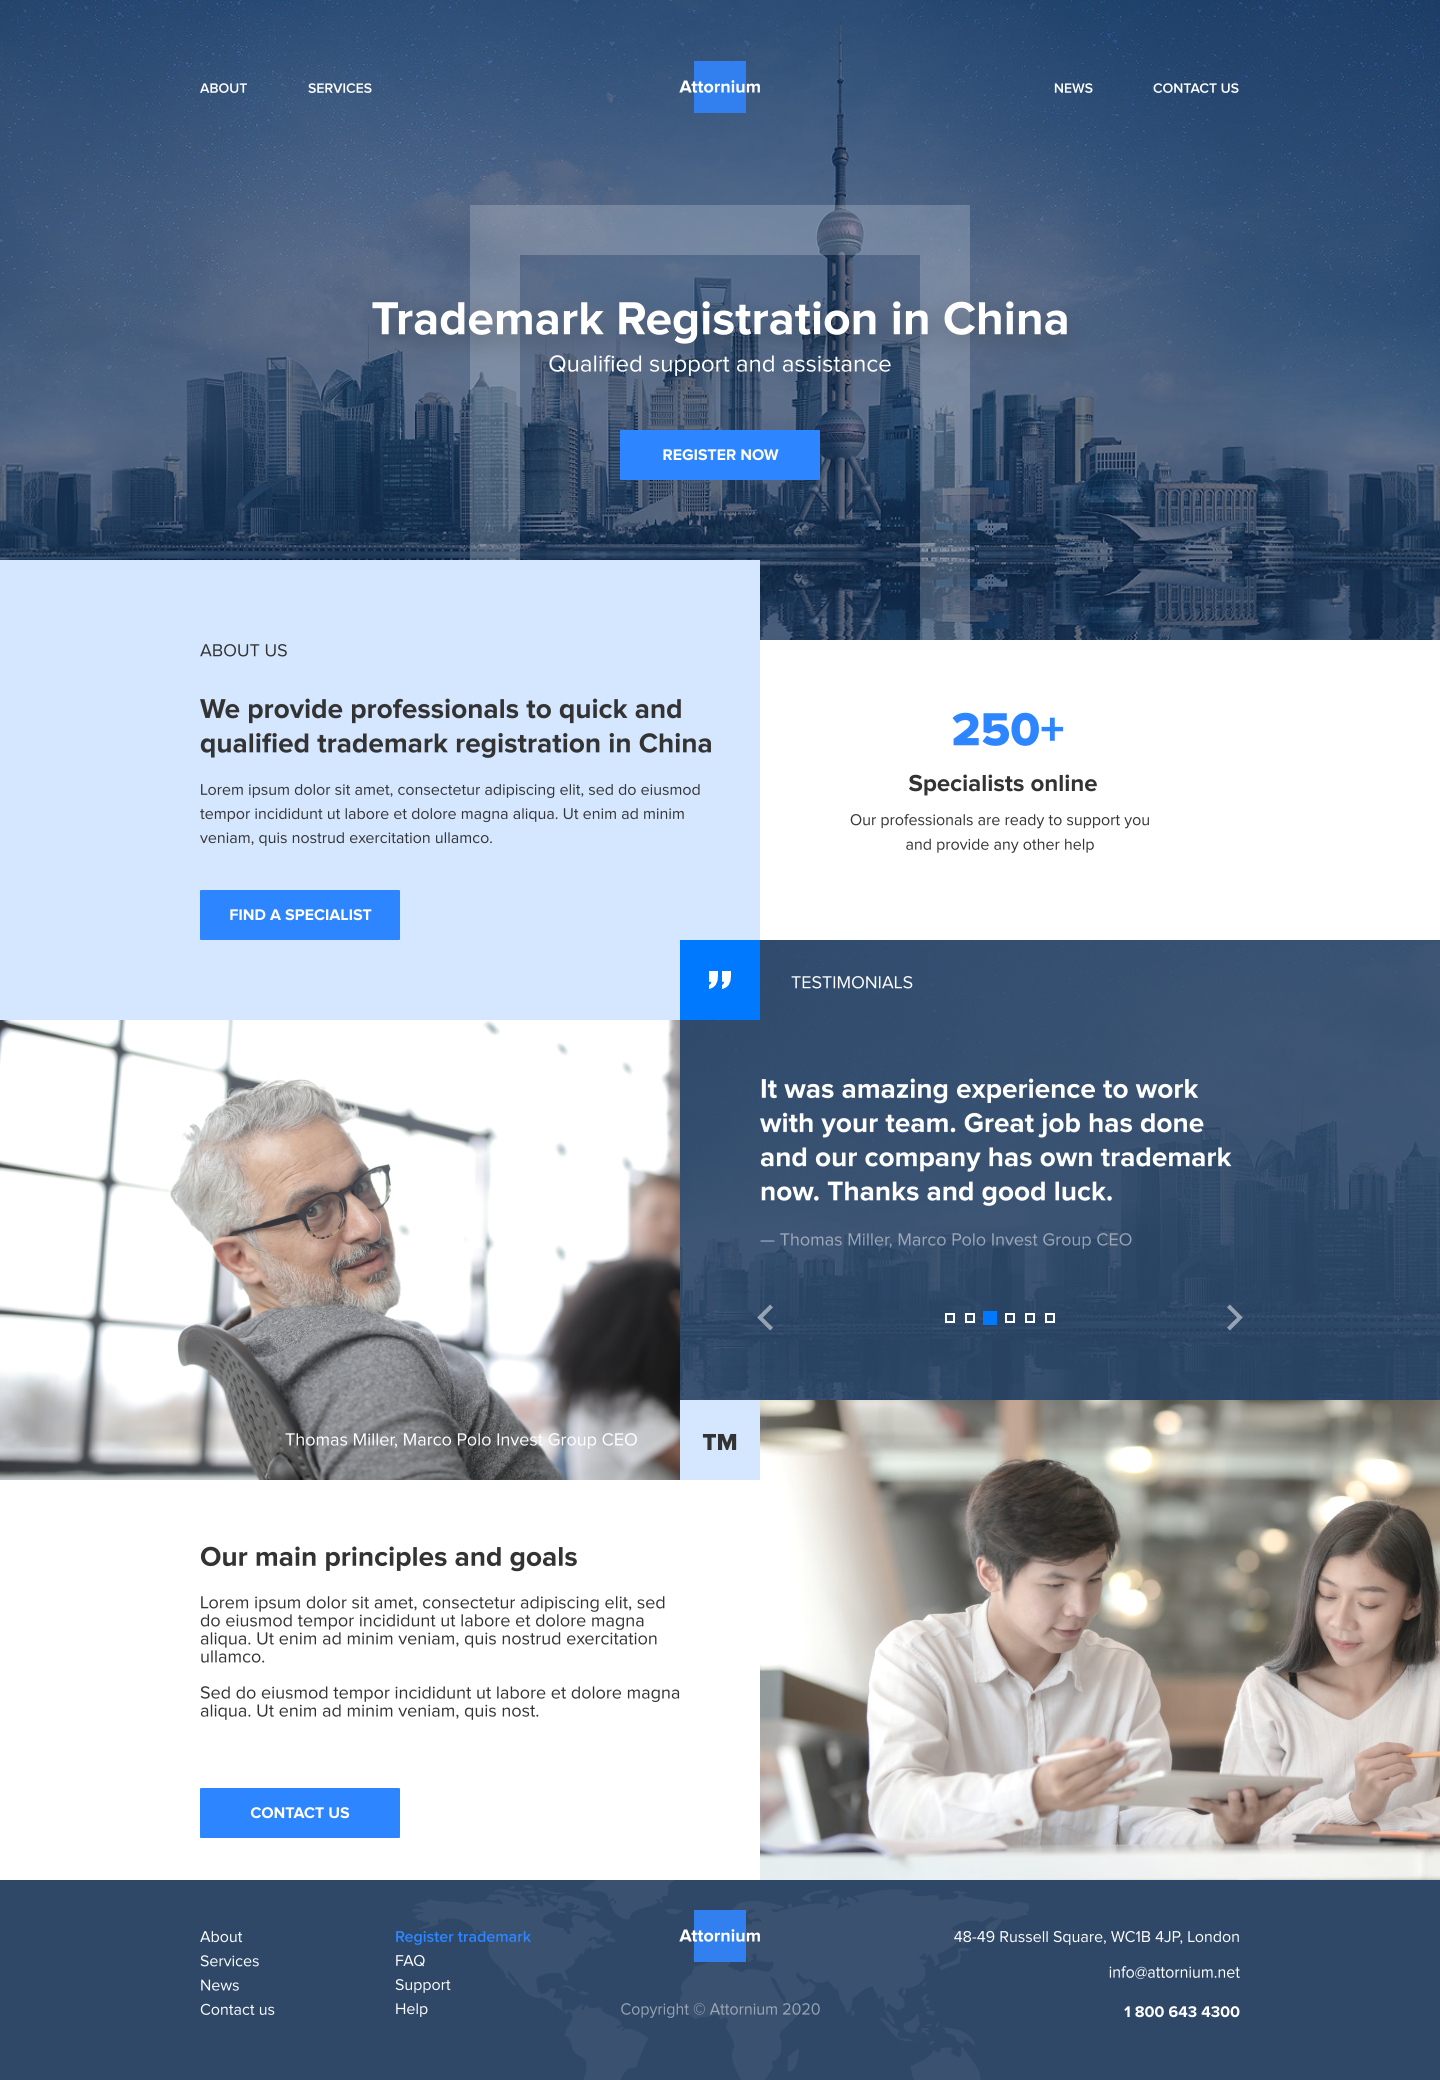 ABOUT
SERVICES
Attornium
NEWS
CONTACT US
Trademark Registration in China
Qualified support and assistance
REGISTER NOW
ABOUT US
We provide professionals to quick and
qualified trademark registration in China
Lorem ipsum dolor sit amet, consectetur adipiscing elit, sed do eiusmod
tempor incididunt ut labore et dolore magna aliqua. Ut enim ad minim
veniam, quis nostrud exercitation ullamco.
FIND A SPECIALIST
250+
Specialists online
Our professionals are ready to support you
and provide any other help
”
TESTIMONIALS
It was amazing experience to work
with your team. Great job has done
and our company has own trademark
now. Thanks and good luck.
— Thomas Miller, Marco Polo Invest Group CEO
Thomas Miller, Marco Polo Invest Group CEO
TM
Our main principles and goals
Lorem ipsum dolor sit amet, consectetur adipiscing elit, sed
do eiusmod tempor incididunt ut labore et dolore magna
aliqua. Ut enim ad minim veniam, quis nostrud exercitation
ullamco.
Sed do eiusmod tempor incididunt ut labore et dolore magna
aliqua. Ut enim ad minim veniam, quis nost.
CONTACT US
About
Services
News
Contact us
Register trademark
FAQ
Support
Help
Attornium
Copyright © Attornium 2020
48-49 Russell Square, WC1B 4JP, London
info@attornium.net
1 800 643 4300